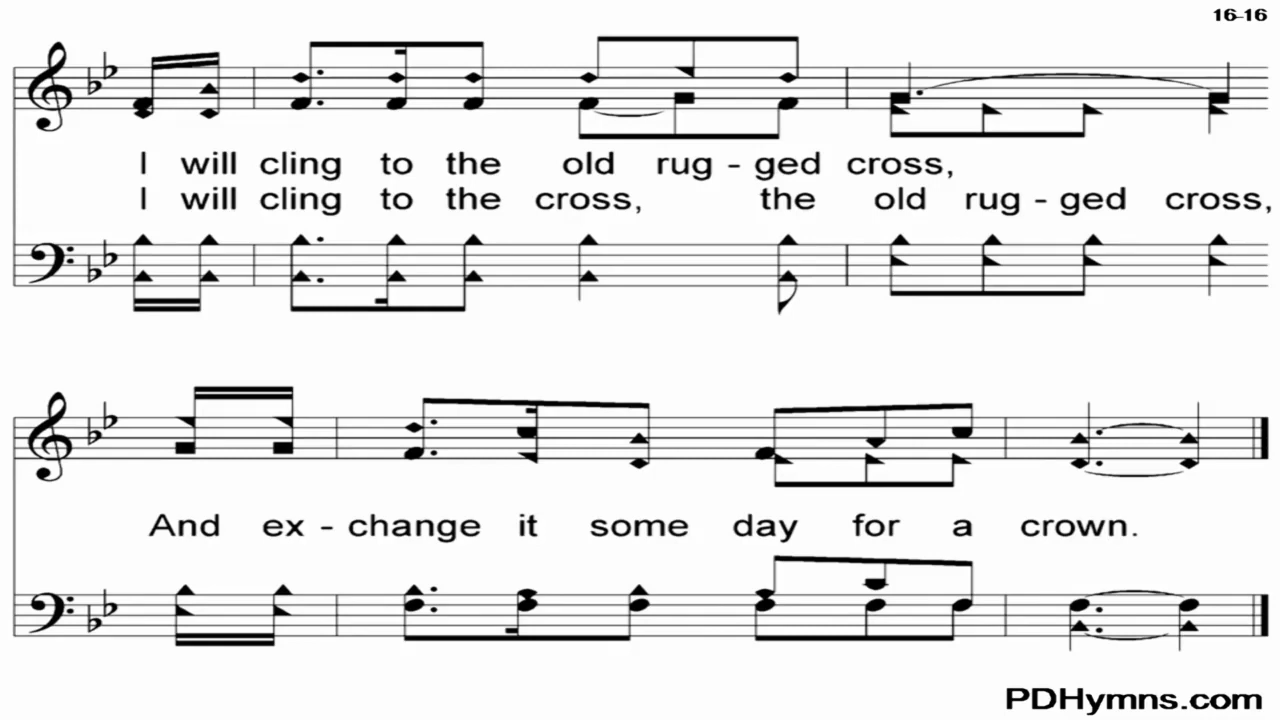 16-16
I will cling to the old rug - ged cross,
I will cling to the cross, the old rug - ged cross,
And ex - change it some day for a crown.
PDHymns.com